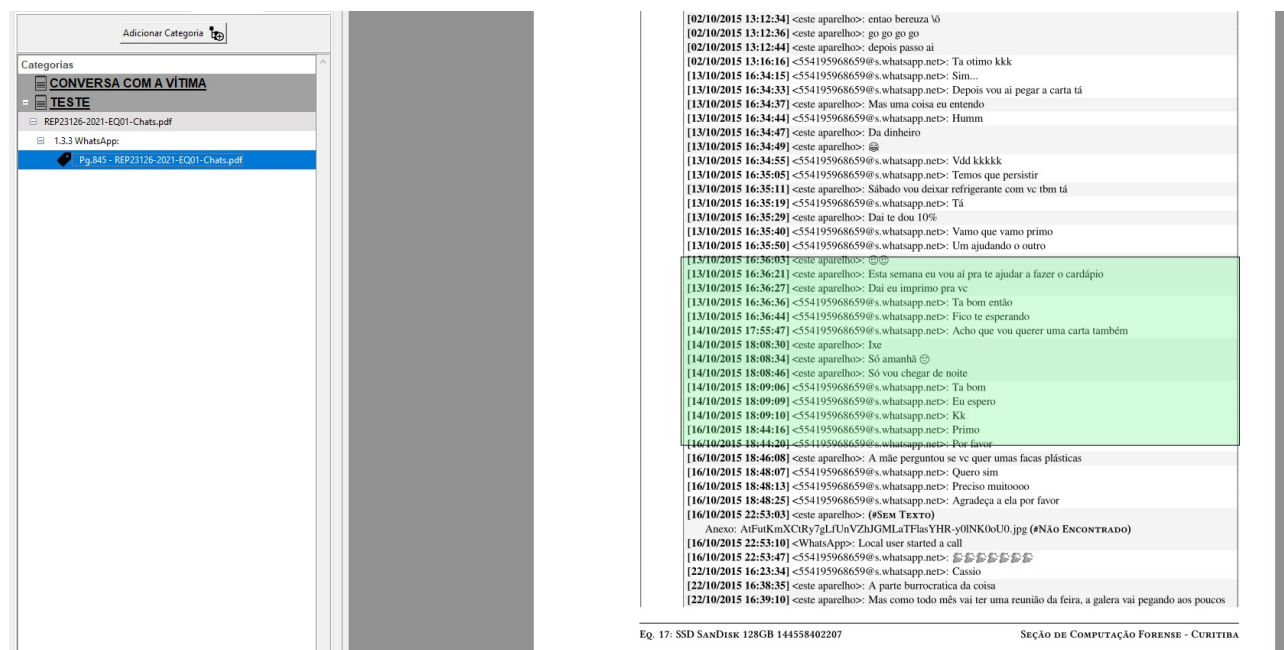 Adicionar Categoria
Categorias
CONVERSA COM A VÍTIMA
TESTE
REP23126-2021-EQ01-Chats.pdf
1.3.3 WhatsApp:
Pg.845 - REP23126-2021-EQ01-Chats.pdf
[02/10/2015 13:12:34] <este aparelho>: entao bereuza \õ
[02/10/2015 13:12:36] <este aparelho>: go go go go
[02/10/2015 13:12:44] <este aparelho>: depois passo ai
[02/10/2015 13:16:16] <554195968659@s.whatsapp.net>: Ta otimo kkk
[13/10/2015 16:34:15] <554195968659@s.whatsapp.net>: Sim...
[13/10/2015 16:34:33] <554195968659@s.whatsapp.net>: Depois vou ai pegar a carta tá
[13/10/2015 16:34:37] <este aparelho>: Mas uma coisa eu entendo
[13/10/2015 16:34:44] <554195968659@s.whatsapp.net>: Humm
[13/10/2015 16:34:47] <este aparelho>: Da dinheiro
[13/10/2015 16:34:49] <este aparelho>: 😁
[13/10/2015 16:34:55] <554195968659@s.whatsapp.net>: Vdd kkkkk
[13/10/2015 16:35:05] <554195968659@s.whatsapp.net>: Temos que persistir
[13/10/2015 16:35:11] <este aparelho>: Sábado vou deixar refrigerante com vc tbm tá
[13/10/2015 16:35:19] <554195968659@s.whatsapp.net>: Tá
[13/10/2015 16:35:29] <este aparelho>: Dai te dou 10%
[13/10/2015 16:35:40] <554195968659@s.whatsapp.net>: Vamo que vamo primo
[13/10/2015 16:35:50] <554195968659@s.whatsapp.net>: Um ajudando o outro
[13/10/2015 16:36:03] <este aparelho>:
[13/10/2015 16:36:21] <este aparelho>: Esta semana eu vou aí pra te ajudar a fazer o cardápio
[13/10/2015 16:36:27] <este aparelho>: Dai eu imprimo pra vc
[13/10/2015 16:36:36] <554195968659@s.whatsapp.net>: Ta bom então
[13/10/2015 16:36:44] <554195968659@s.whatsapp.net>: Fico te esperando
[14/10/2015 17:55:47] <554195968659@s.whatsapp.net>: Acho que vou querer uma carta também
[14/10/2015 18:08:30] <este aparelho>: Ixe
[14/10/2015 18:08:34] <este aparelho>: Só amanhã
[14/10/2015 18:08:46] <este aparelho>: Só vou chegar de noite
[14/10/2015 18:09:06] <554195968659@s.whatsapp.net>: Ta bom
[14/10/2015 18:09:09] <554195968659@s.whatsapp.net>: Eu espero
[14/10/2015 18:09:10] <554195968659@s.whatsapp.net>: Kk
[16/10/2015 18:44:16] <554195968659@s.whatsapp.net>: Primo
[16/10/2015 18:44:20] <554195968659@s.whatsapp.net>: Por favor
[16/10/2015 18:46:08] <este aparelho>: A mãe perguntou se vc quer umas facas plásticas
[16/10/2015 18:48:07] <554195968659@s.whatsapp.net>: Quero sim
[16/10/2015 18:48:13] <554195968659@s.whatsapp.net>: Preciso muitoooo
[16/10/2015 18:48:25] <554195968659@s.whatsapp.net>: Agradeça a ela por favor
[16/10/2015 22:53:03] <este aparelho>: (#SEM TEXTO)
Anexo: AtFutKmXCtRy7gLfUnVZhJGMLaTFlasYHR-y0lNK0oU0.jpg (#NÃO ENCONTRADO)
[16/10/2015 22:53:10] <WhatsApp>: Local user started a call
[16/10/2015 22:53:47] <554195968659@s.whatsapp.net>:
[22/10/2015 16:23:34] <554195968659@s.whatsapp.net>: Cassio
[22/10/2015 16:38:35] <este aparelho>: A parte burrocratica da coisa
[22/10/2015 16:39:10] <este aparelho>: Mas como todo mês vai ter uma reunião da feira, a galera vai pegando aos poucos
EQ. 17: SSD SANDISK 128GB 144558402207
SEÇÃO DE COMPUTAÇÃO FORENSE - CURITIBA